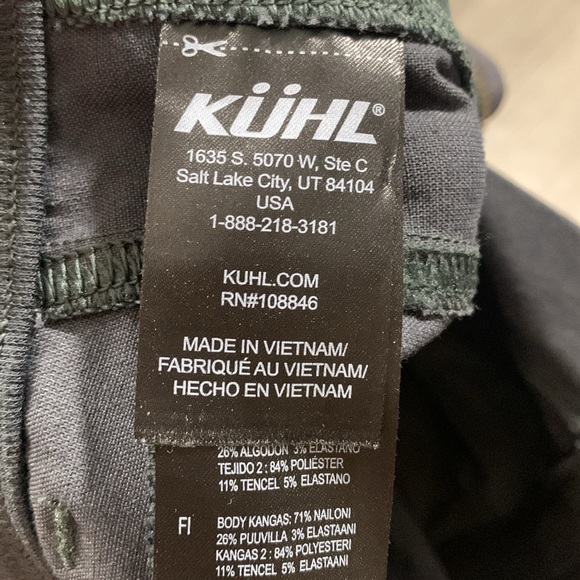 KÜHL®
1635 S. 5070 W, Ste C
Salt Lake City, UT 84104
USA
1-888-218-3181
KUHL.COM
RN#108846
MADE IN VIETNAM/
FABRIQUÉ AU VIETNAM/
HECHO EN VIETNAM
26% ALGODÓN 3% ELASTANO
TEJIDO 2 : 84% POLIÉSTER
11% TENCEL 5% ELASTANO
FI BODY KANGAS: 71% NAILONI
26% PUUVILLA 3% ELASTAANI
KANGAS 2 : 84% POLYESTERI
11% TENCEL 5% ELASTAANI